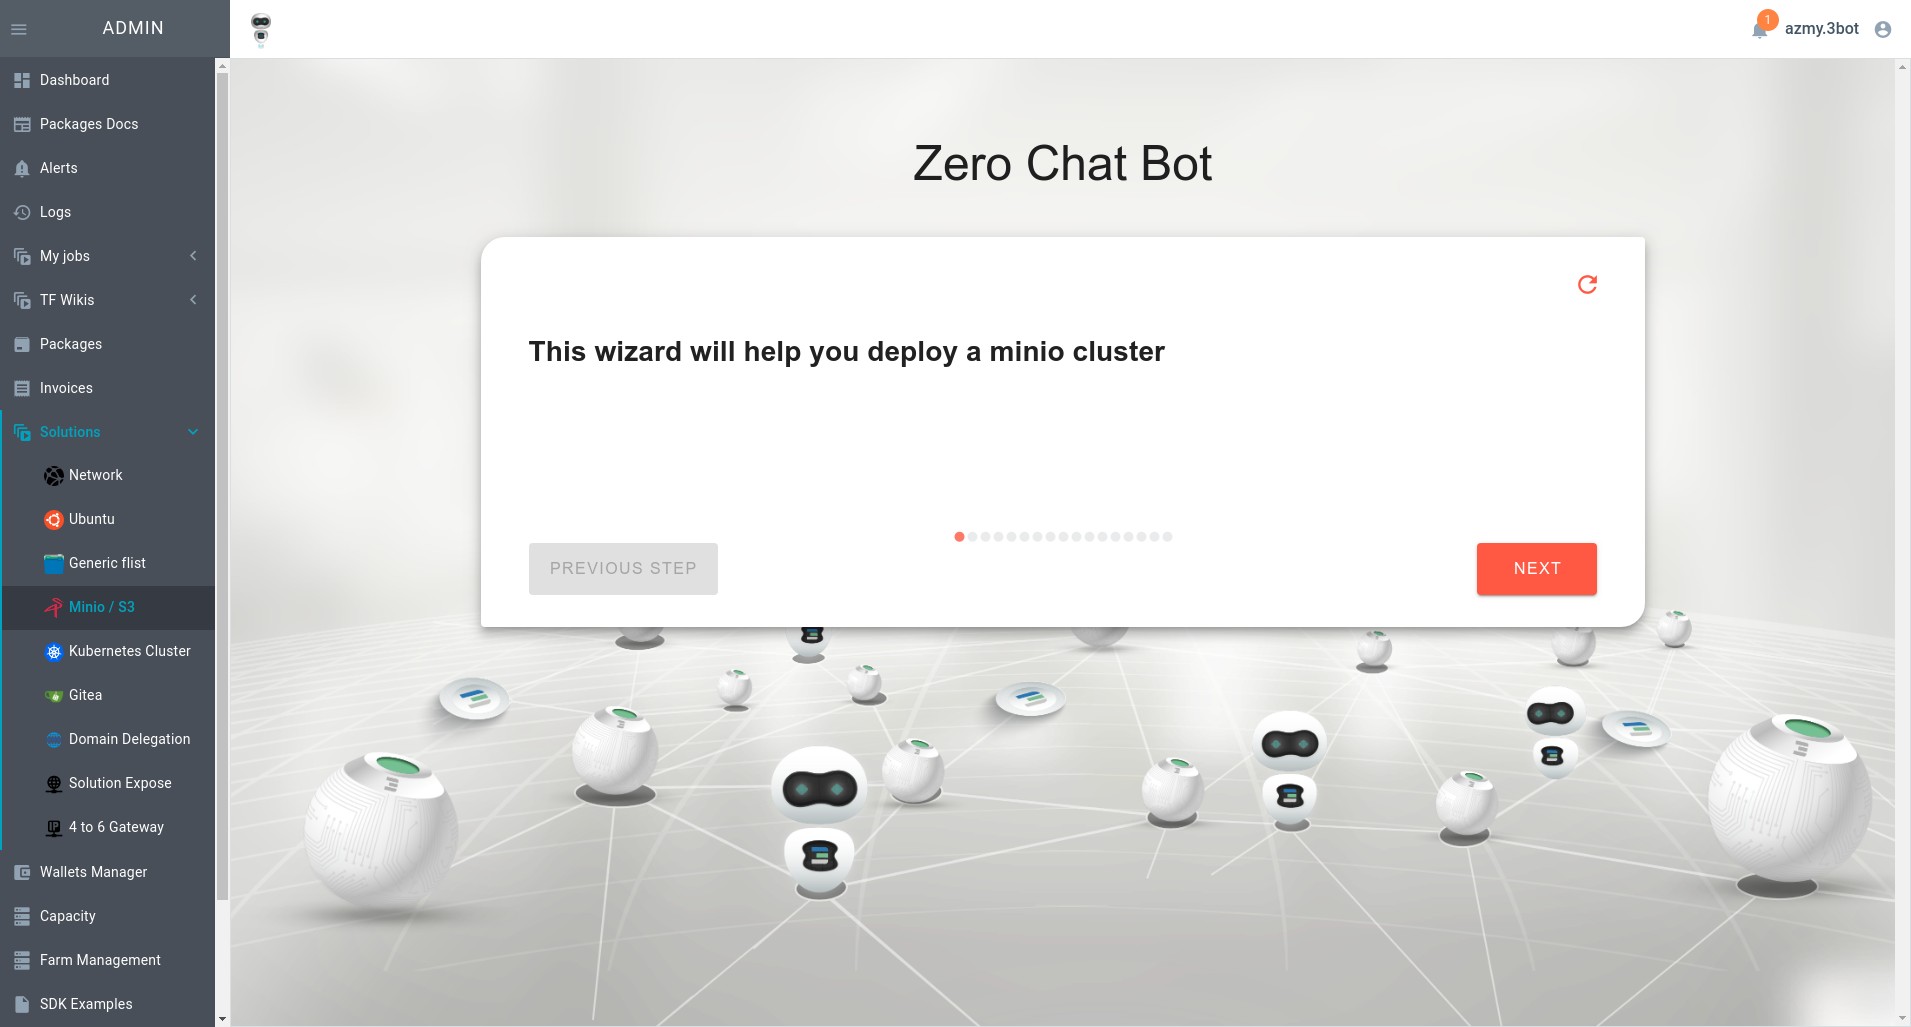 ADMIN
azmy.3bot
1
Dashboard
Packages Docs
Alerts
Logs
My jobs
TF Wikis
Packages
Invoices
Solutions
Network
Ubuntu
Generic flist
Minio / S3
Kubernetes Cluster
Gitea
Domain Delegation
Solution Expose
4 to 6 Gateway
Wallets Manager
Capacity
Farm Management
SDK Examples
Zero Chat Bot
This wizard will help you deploy a minio cluster
PREVIOUS STEP
NEXT